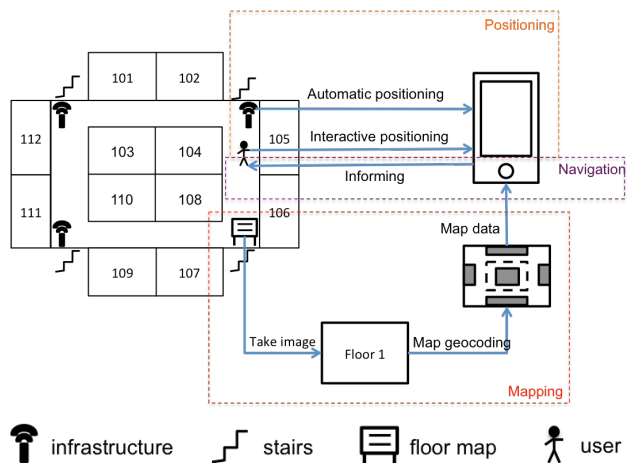 Positioning
101 102
Automatic positioning
112
105
Interactive positioning
103 104
Informing
Navigation
110 108
111
106
Map data
109 107
Take image
Floor 1
Map geocoding
Mapping
infrastructure stairs floor map user